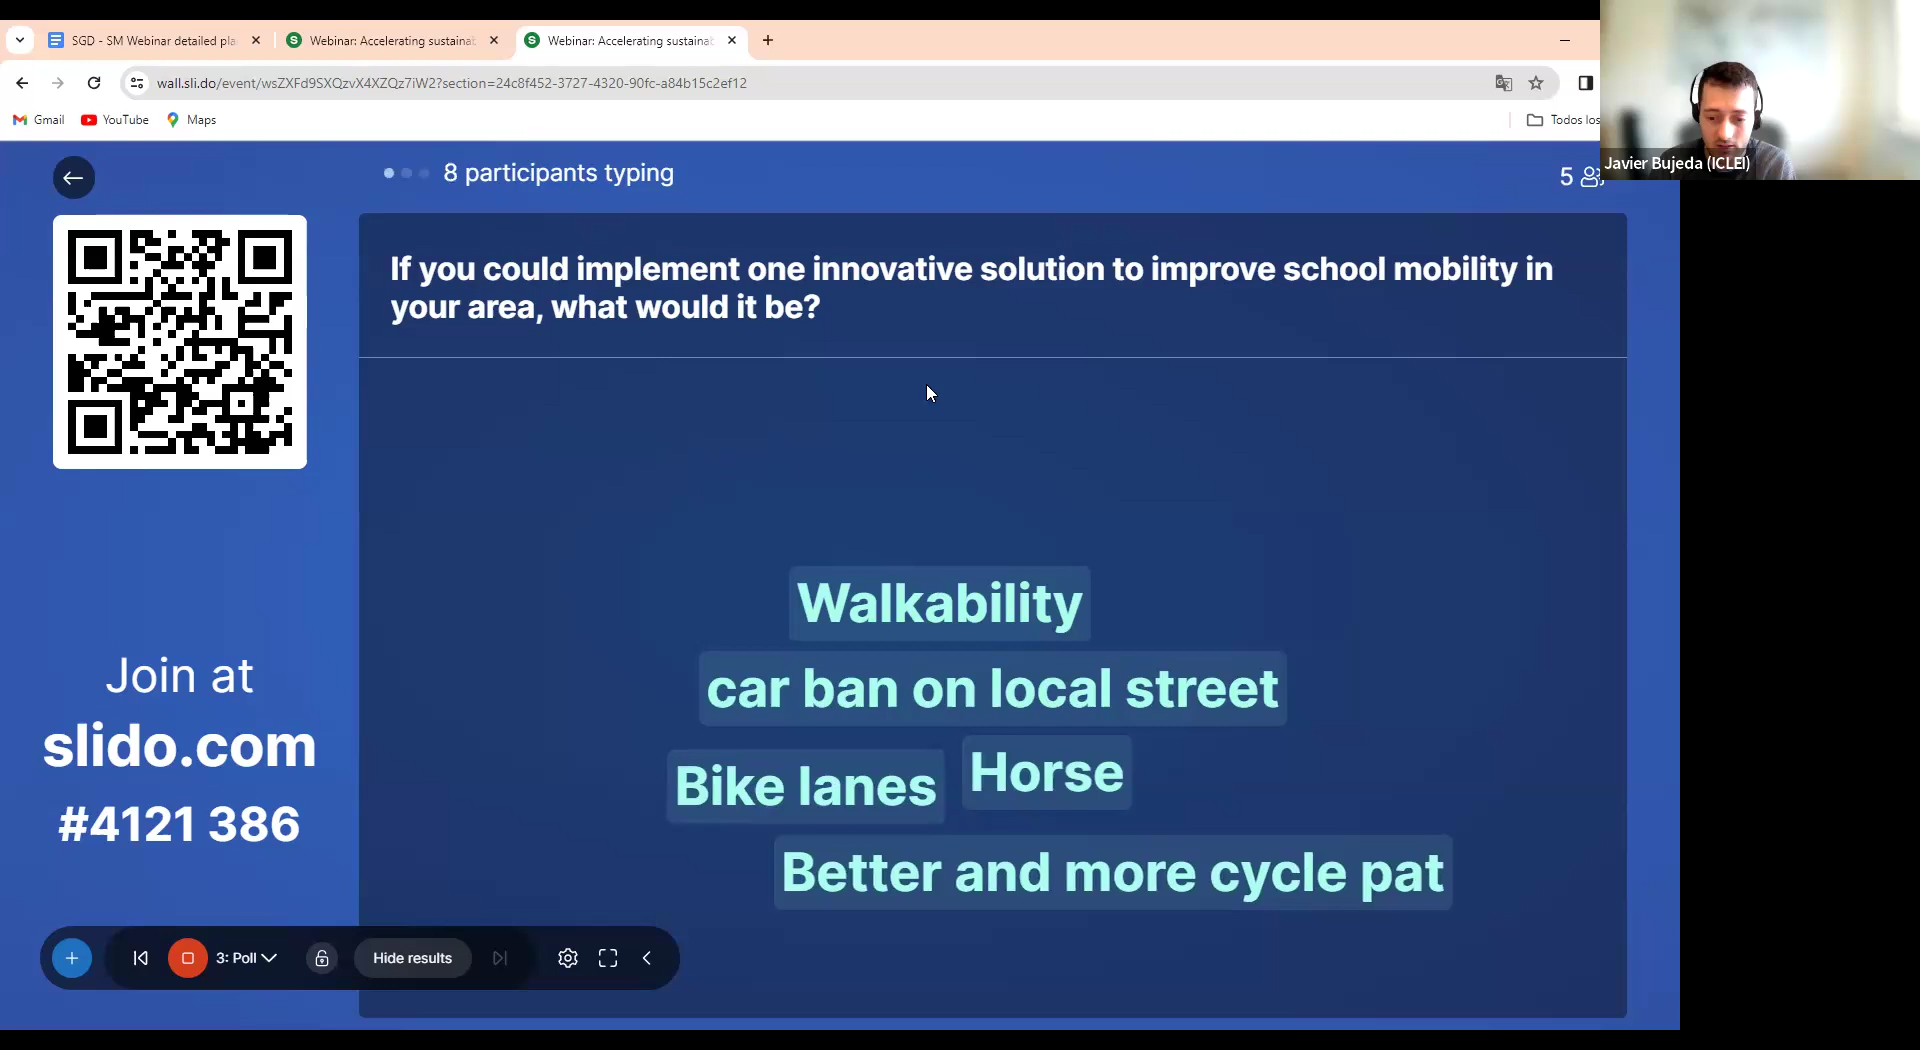 SGD - SM Webinar detailed pla
Webinar: Accelerating sustainab
Webinar: Accelerating sustainab
wall.sli.do/event/wsZXFd9SXQzvX4XZQz7iW2?section=24c8f452-3727-4320-90fc-a84b15c2ef12
Gmail
YouTube
Maps
Todos los
Javier Bujeda (ICLEI)
8 participants typing
5
If you could implement one innovative solution to improve school mobility in
your area, what would it be?
Walkability
car ban on local street
Bike lanes
Horse
Better and more cycle pat
Join at
slido.com
#4121 386
3: Poll
Hide results